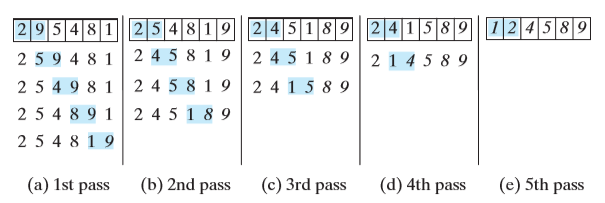 2 9 5 4 8 1
2 5 9 4 8 1
2 5 4 9 8 1
2 5 4 8 9 1
2 5 4 8 1 9
(a) 1st pass
2 5 4 8 1 9
2 4 5 8 1 9
2 4 5 8 1 9
2 4 5 1 8 9
(b) 2nd pass
2 4 5 1 8 9
2 4 5 1 8 9
2 4 1 5 8 9
(c) 3rd pass
2 4 1 5 8 9
2 1 4 5 8 9
(d) 4th pass
1 2 4 5 8 9
(e) 5th pass